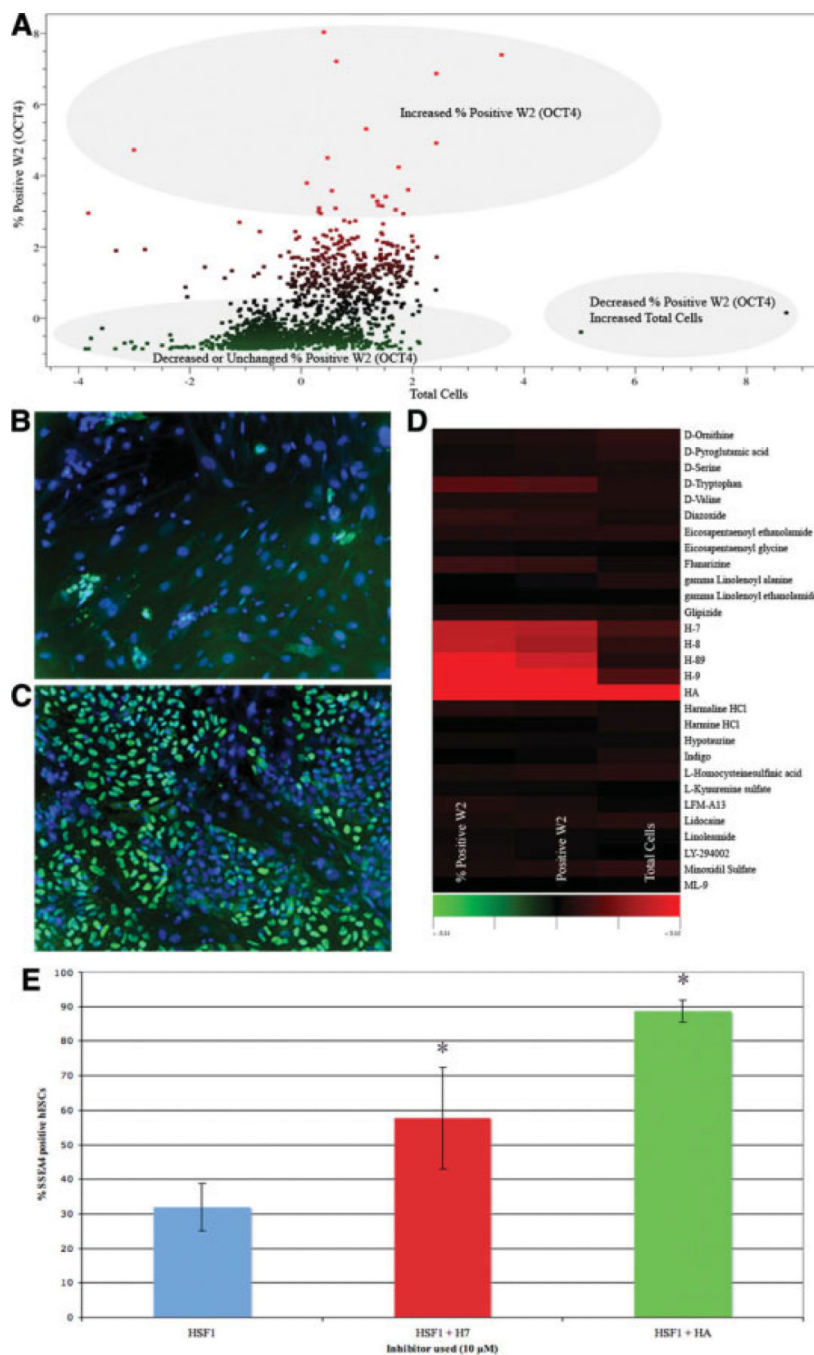 A
8
6
4
2
0
% Positive W2 (OCT4)
Increased % Positive W2 (OCT4)
Decreased % Positive W2 (OCT4)
Increased Total Cells
Decreased or Unchanged % Positive W2 (OCT4)
-4
-2
0
2
4
6
8
Total Cells
B
C
D
D-Ornithine
D-Pyroglutamic acid
D-Serine
D-Tryptophan
D-Valine
Diazoxide
Eicosapentaenoyl ethanolamide
Eicosapentaenoyl glycine
Flunarizine
gamma Linolenoyl alanine
gamma Linolenoyl ethanolamide
Glipizide
H-7
H-8
H-89
H-9
HA
Harmaline HCl
Harmine HCl
Hypotaurine
Indigo
L-Homocysteinesulfinic acid
L-Kynurenine sulfate
LFM-A13
Lidocaine
Linoleamide
LY-294002
Minoxidil Sulfate
ML-9
% Positive W2
Positive W2
Total Cells
E
100
90
80
70
60
50
40
30
20
10
0
%SSEA4 positive hESCs
*
*
HSF1
HSF1 + H7
HSF1 + HA
Inhibitor used (10 µM)